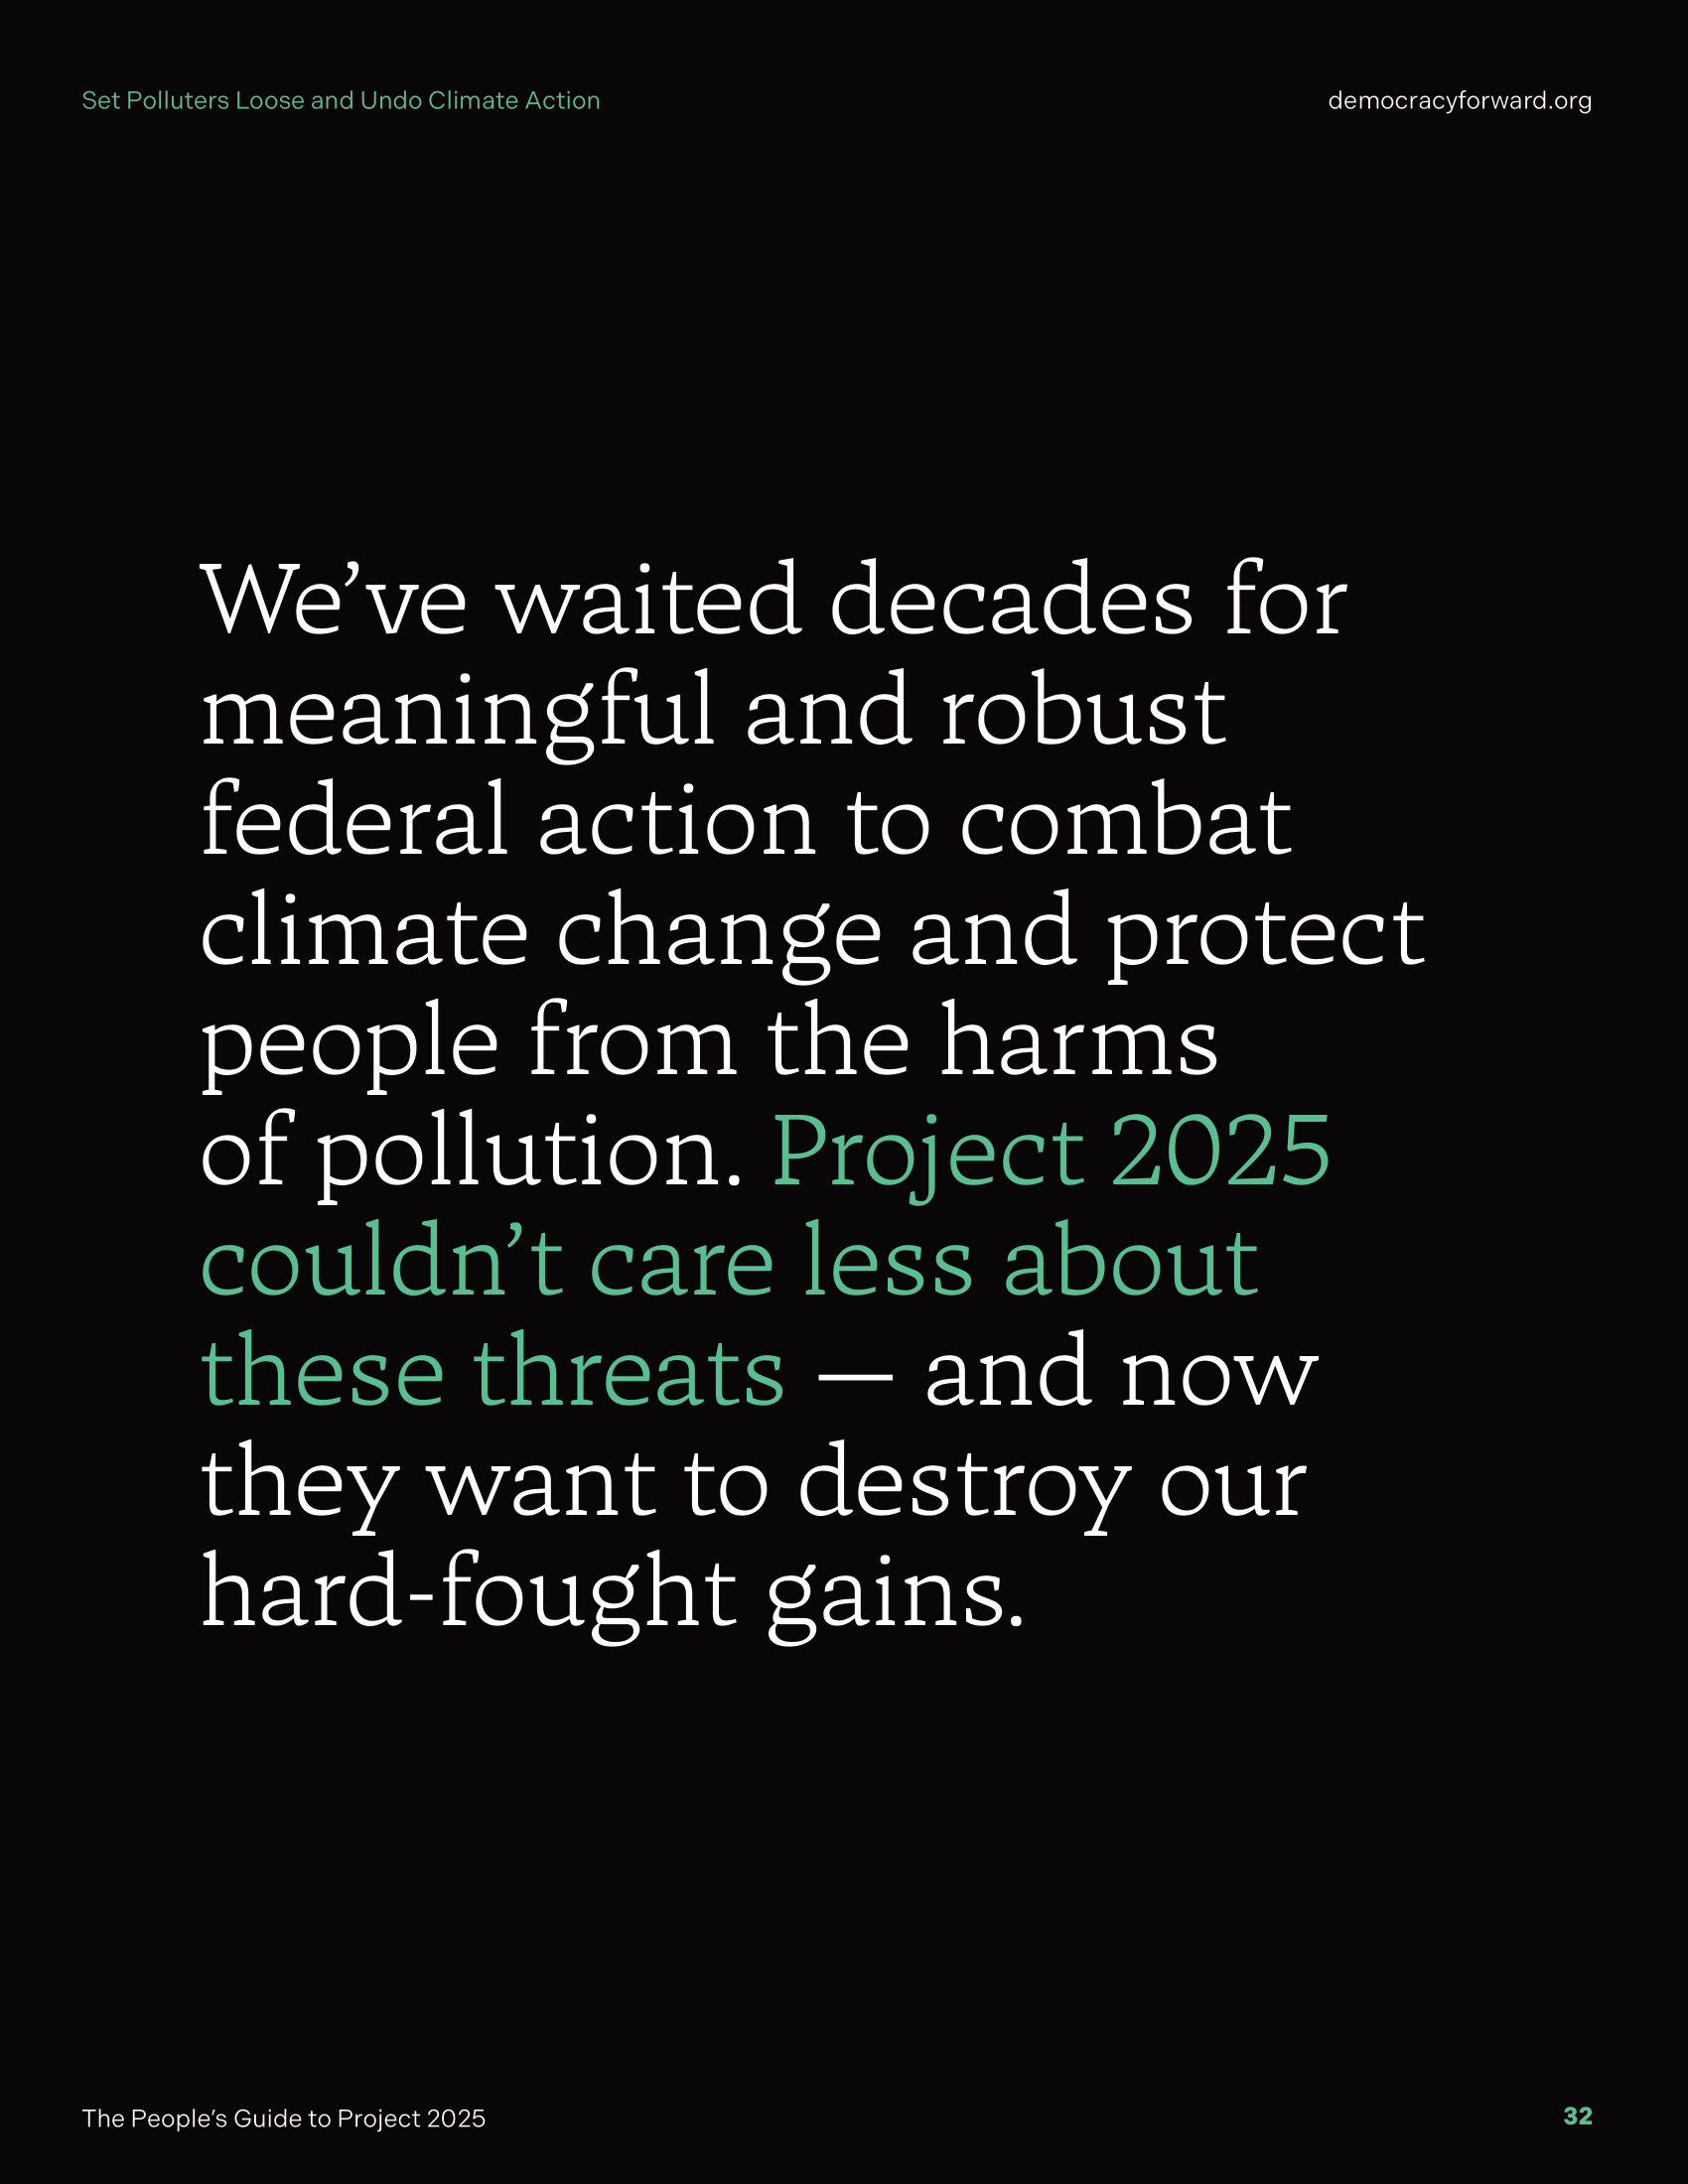 Set Polluters Loose and Undo Climate Action
democracyforward.org
We’ve waited decades for
meaningful and robust
federal action to combat
climate change and protect
people from the harms
of pollution. Project 2025
couldn’t care less about
these threats — and now
they want to destroy our
hard-fought gains.
The People’s Guide to Project 2025
32